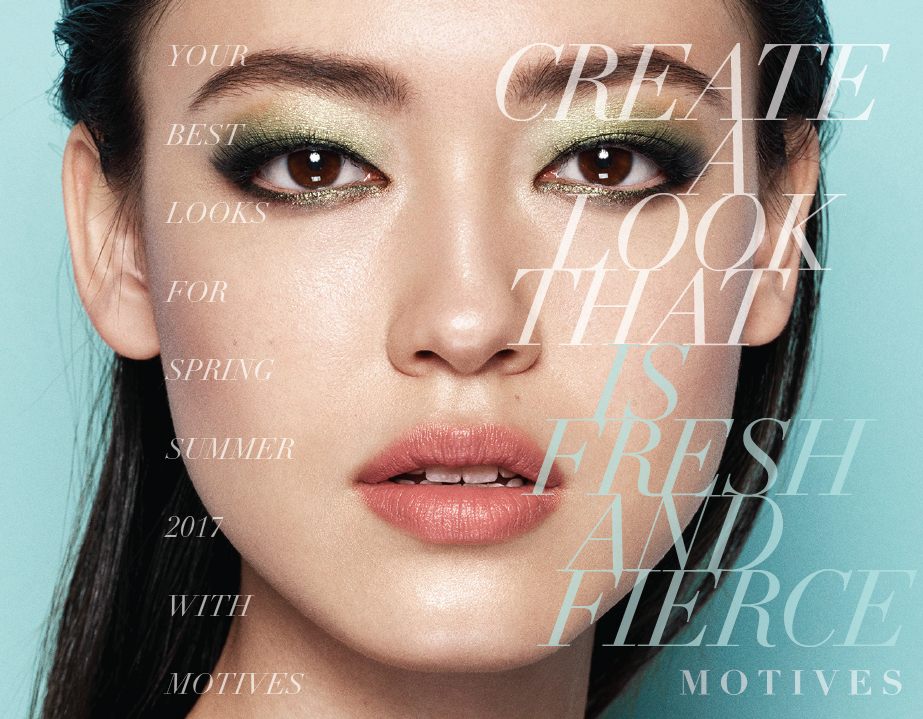 YOUR
BEST
LOOKS
FOR
SPRING
SUMMER
2017
WITH
MOTIVES
CREATE
A
LOOK
THAT
IS
FRESH
AND
FIERCE
MOTIVES